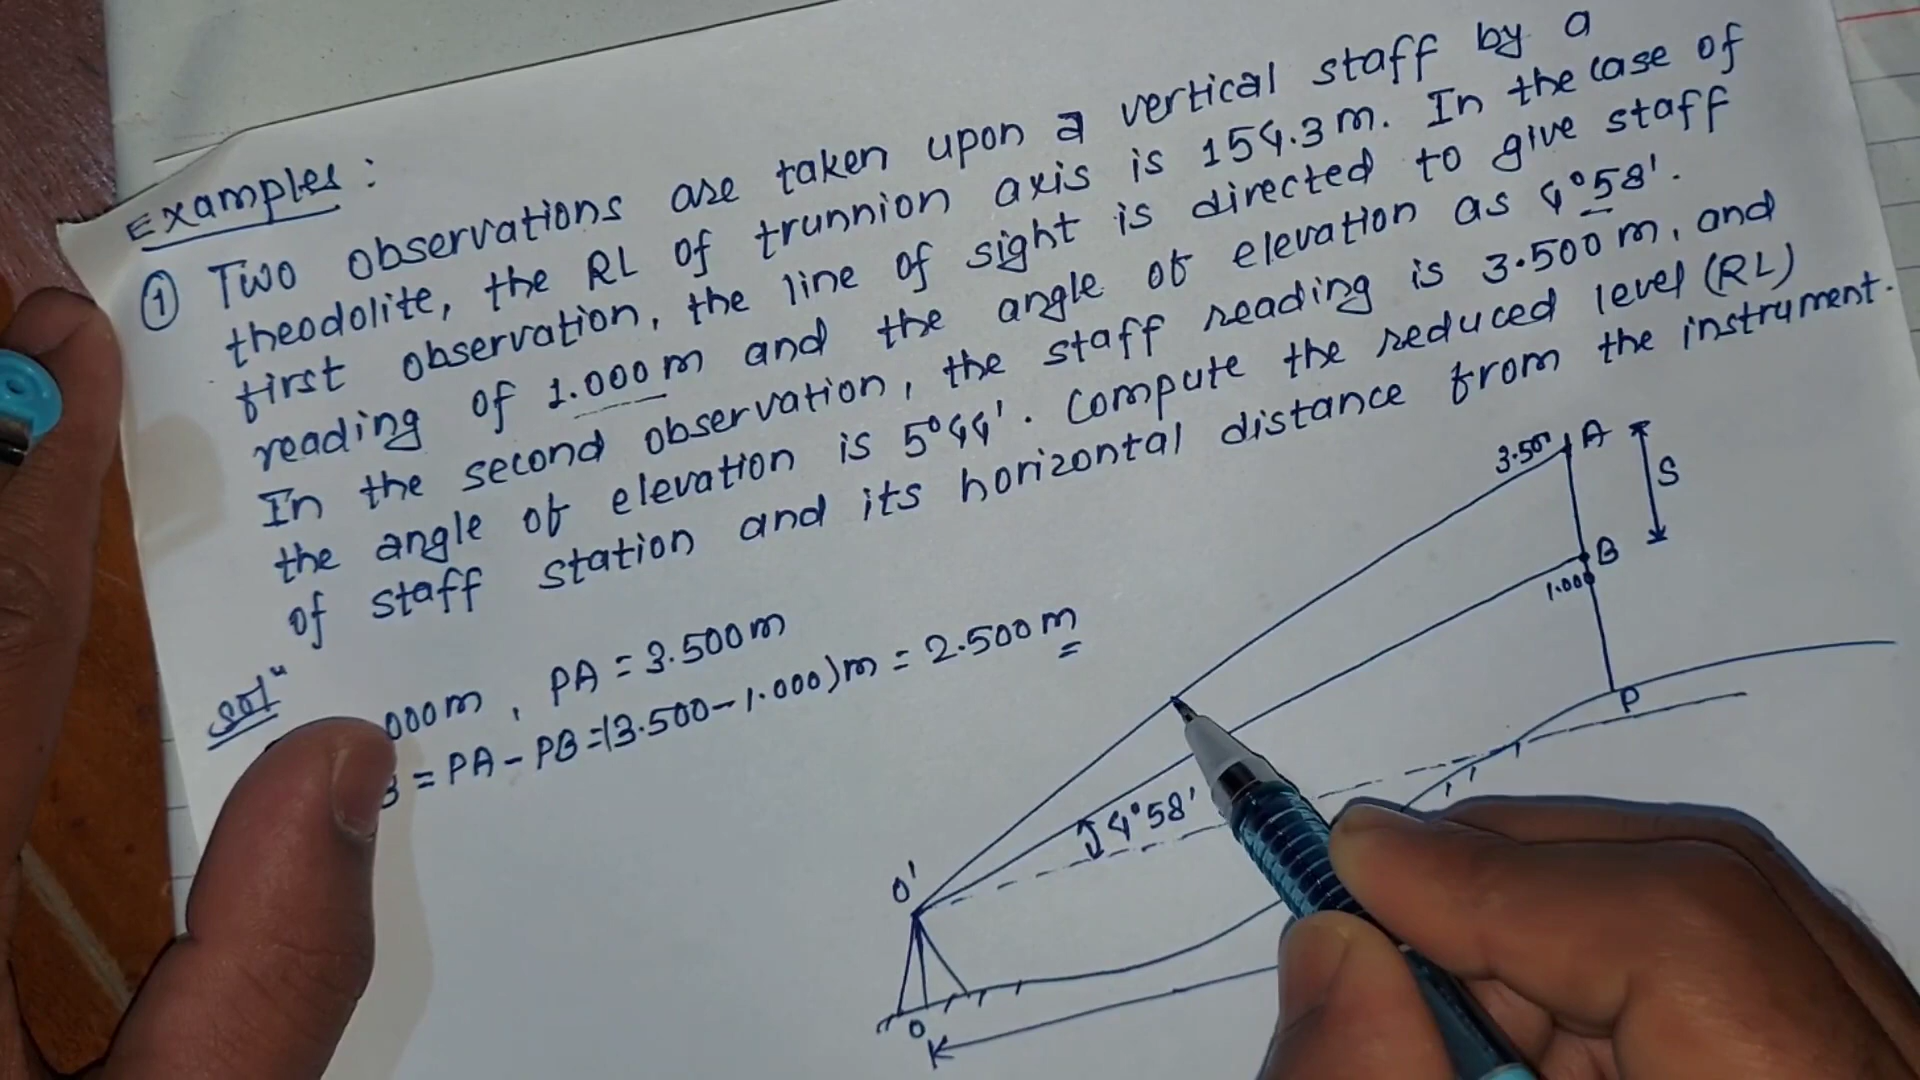 Examples :
① Two observations are taken upon a vertical staff by a
theodolite, the RL of trunnion axis is 154.3 m. In the case of
first observation, the line of sight is directed to give staff
reading of 1.000 m and the angle of elevation as 4°58'.
In the second observation, the staff reading is 3.500 m, and
the angle of elevation is 5°44'. Compute the reduced level (RL)
of staff station and its horizontal distance from the instrument.
solⁿ
000m, PA = 3.500m
= PA - PB = (3.500 - 1.000)m = 2.500 m
A
S
B
1.000
P
4°58'
O'
O